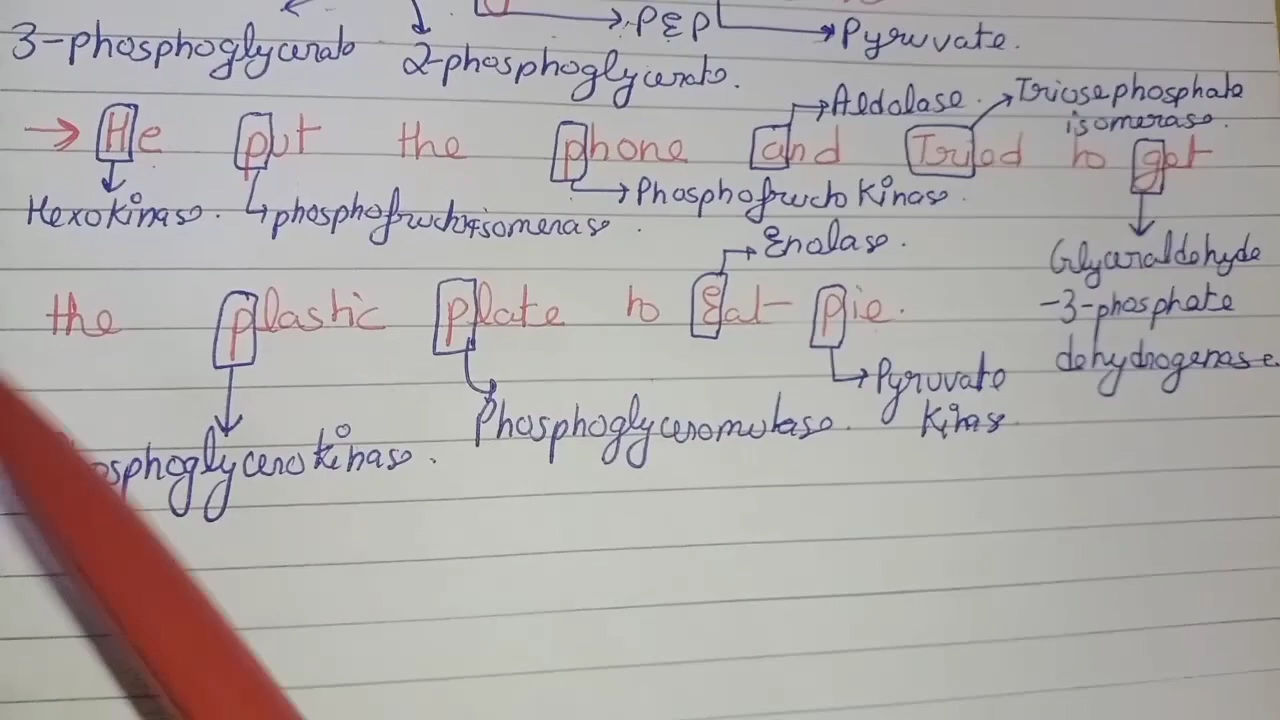 PEP Pyruvate.
3-phosphoglycerate 2-phosphoglycerate.
Aldolase. Triosephosphate
isomerase.
→ He put the phone and Tried to get
Hexokinase. phosphofructoisomerase. Phosphofructokinase.
Enolase. Glyceraldehyde
the plastic plate to Eat pie. -3-phosphate
dehydrogenase
Pyruvate
Phosphoglyceromutase. Kinase
osphoglycerokinase.